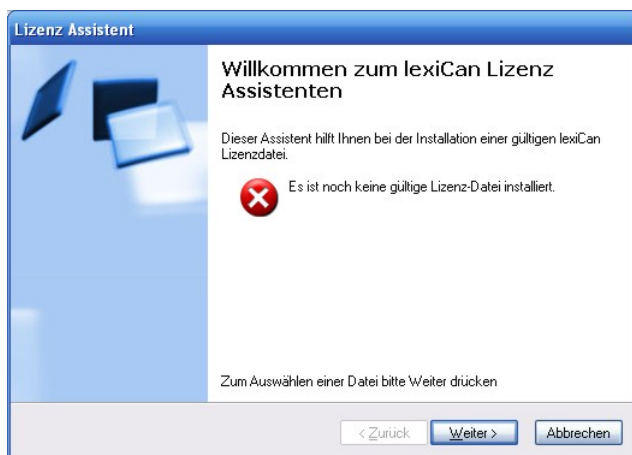 Lizenz Assistent
Willkommen zum lexiCan Lizenz
Assistenten
Dieser Assistent hilft Ihnen bei der Installation einer gültigen lexiCan
Lizenzdatei.
Es ist noch keine gültige Lizenz-Datei installiert.
Zum Auswählen einer Datei bitte Weiter drücken
< Zurück Weiter > Abbrechen